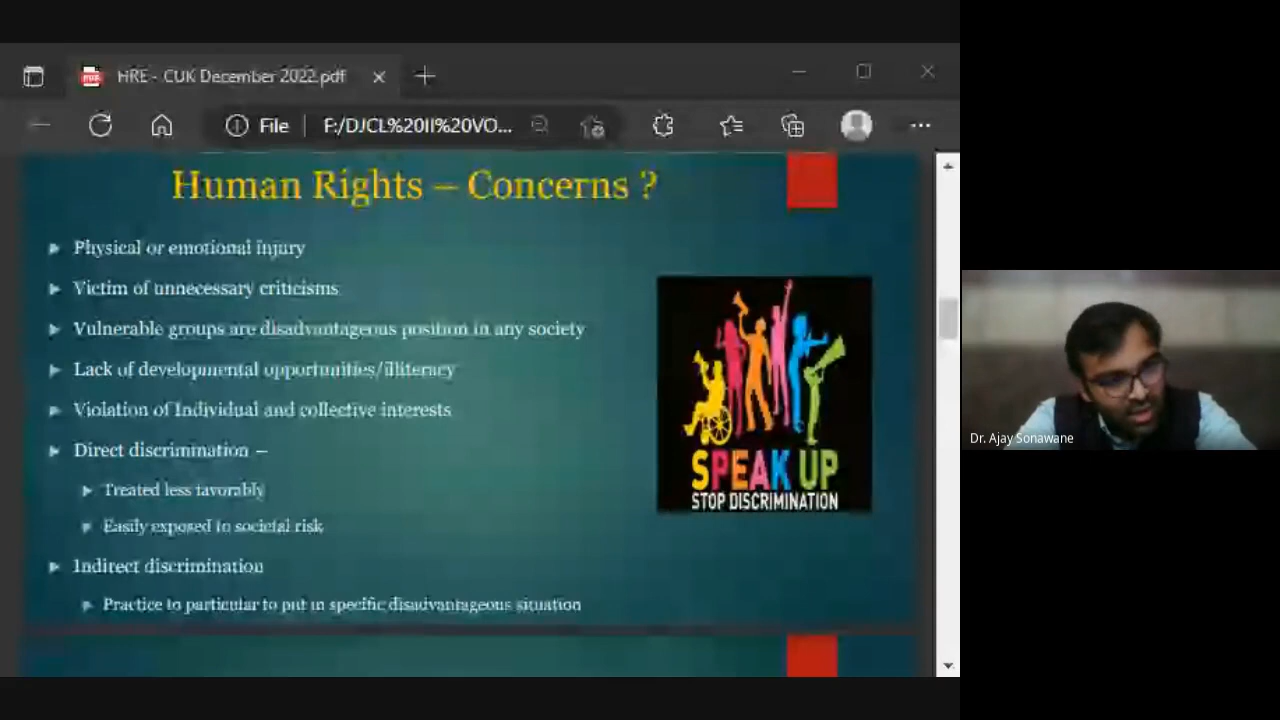 HRE - CUK December 2022.pdf
File
F:/DJCL%20II%20VO...
Human Rights – Concerns ?
Physical or emotional injury
Victim of unnecessary criticisms
Vulnerable groups are disadvantageous position in any society
Lack of developmental opportunities/illiteracy
Violation of Individual and collective interests
Direct discrimination –
Treated less favorably
Easily exposed to societal risk
Indirect discrimination
Practice to particular to put in specific disadvantageous situation
SPEAK UP
STOP DISCRIMINATION
Dr. Ajay Sonawane